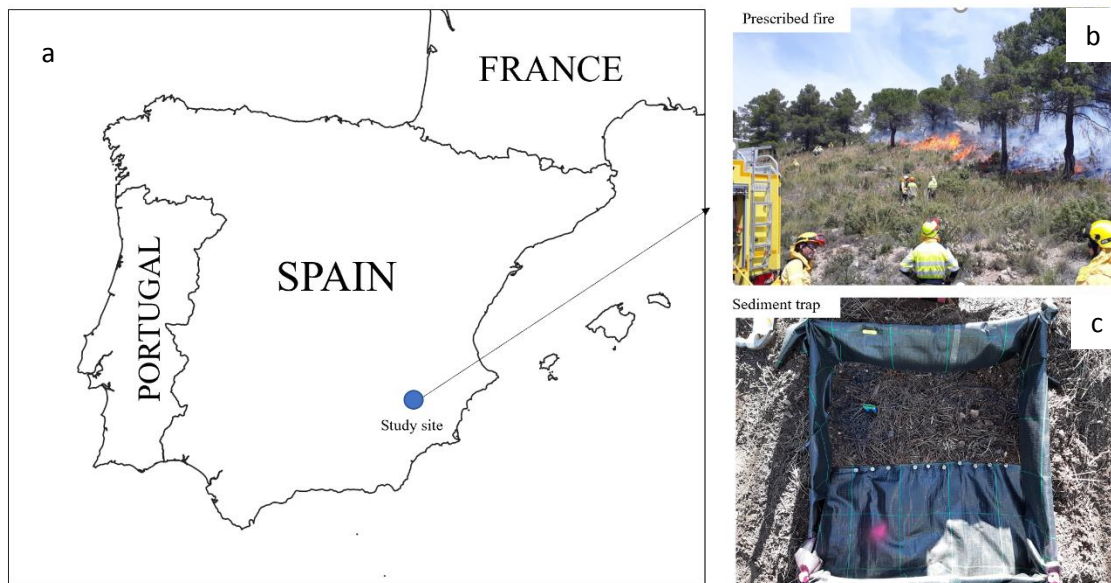 a
FRANCE
SPAIN
PORTUGAL
Study site
Prescribed fire
b
Sediment trap
c